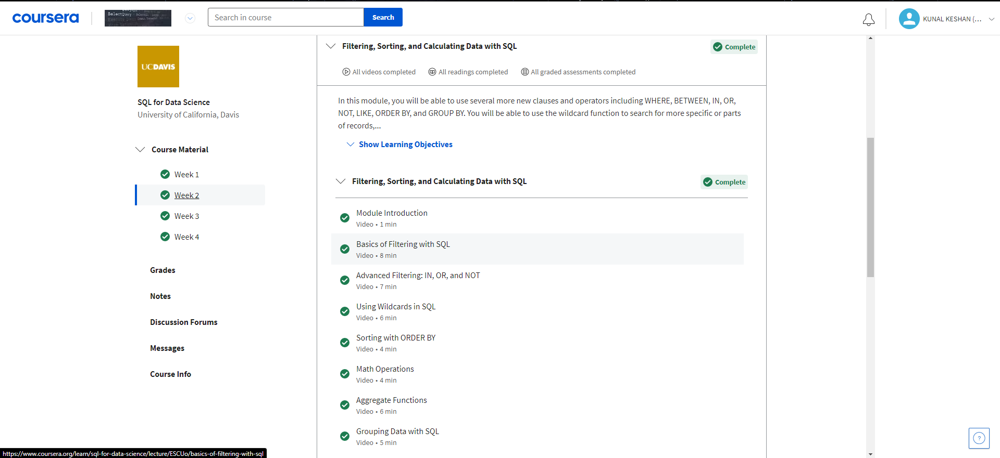 coursera
SelectQuery
Search in course
Search
KUNAL KESHAN (...
UCDAVIS
SQL for Data Science
University of California, Davis
Course Material
Week 1
Week 2
Week 3
Week 4
Grades
Notes
Discussion Forums
Messages
Course Info
Filtering, Sorting, and Calculating Data with SQL
Complete
All videos completed
All readings completed
All graded assessments completed
In this module, you will be able to use several more new clauses and operators including WHERE, BETWEEN, IN, OR,
NOT, LIKE, ORDER BY, and GROUP BY. You will be able to use the wildcard function to search for more specific or parts
of records,...
Show Learning Objectives
Filtering, Sorting, and Calculating Data with SQL
Complete
Module Introduction
Video • 1 min
Basics of Filtering with SQL
Video • 8 min
Advanced Filtering: IN, OR, and NOT
Video • 7 min
Using Wildcards in SQL
Video • 6 min
Sorting with ORDER BY
Video • 4 min
Math Operations
Video • 4 min
Aggregate Functions
Video • 6 min
Grouping Data with SQL
Video • 5 min
?
https://www.coursera.org/learn/sql-for-data-science/lecture/ESCUo/basics-of-filtering-with-sql